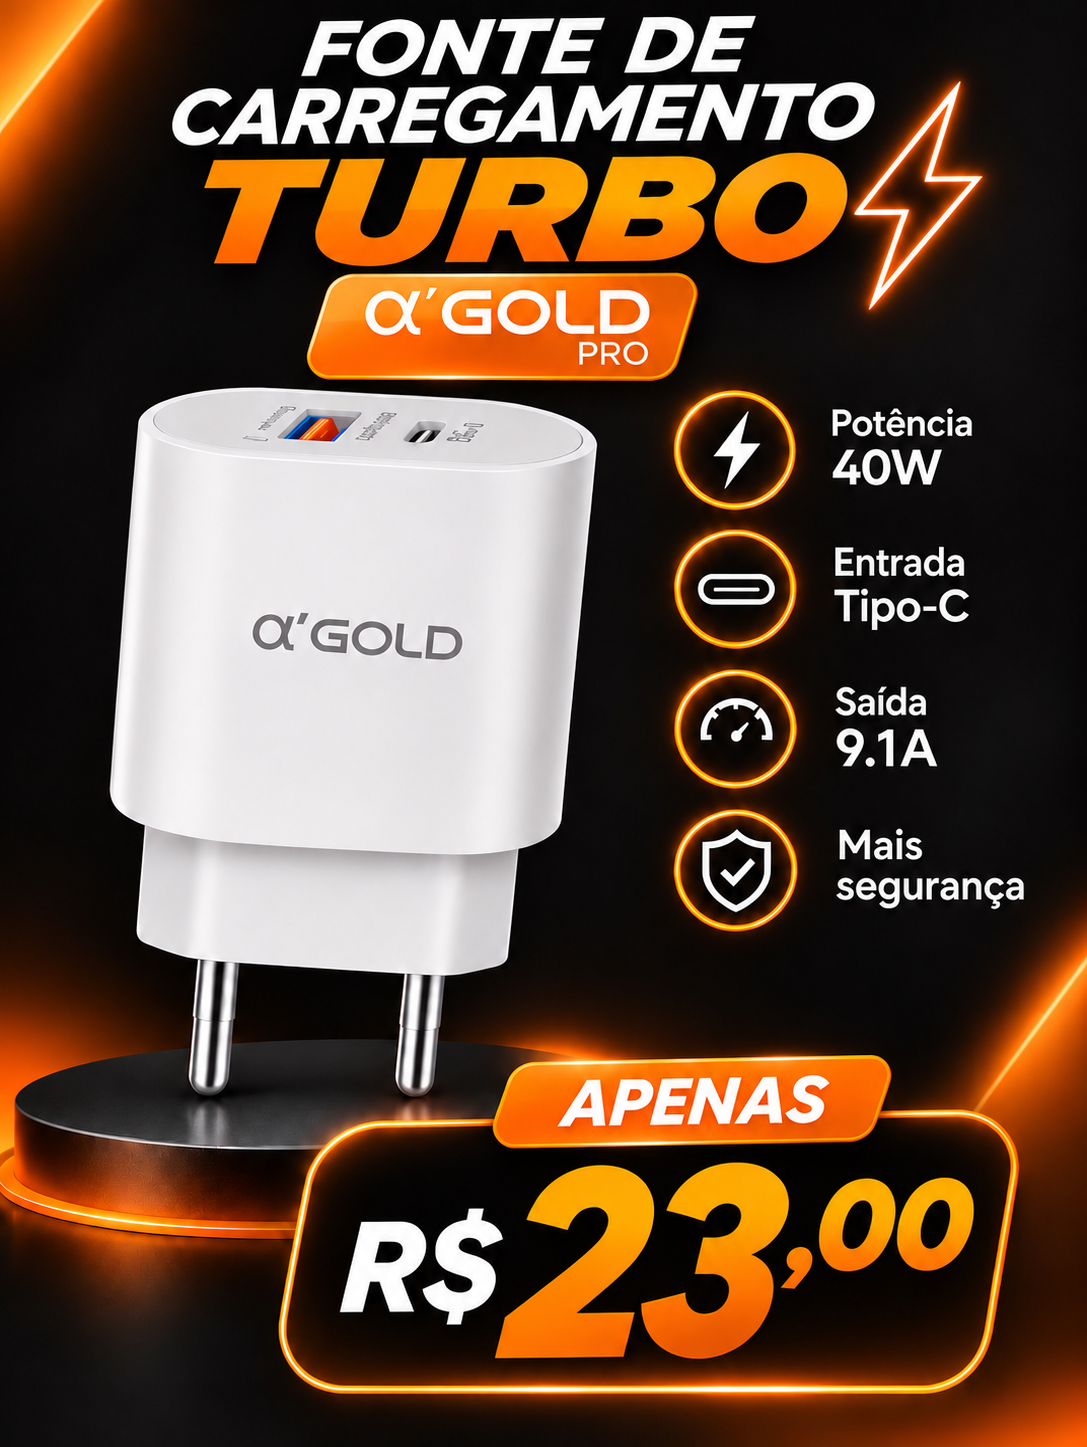 FONTE DE
CARREGAMENTO
TURBO
α'GOLD
PRO
α'GOLD
Potência
40W
Entrada
Tipo-C
Saída
9.1A
Mais
segurança
APENAS
R$23,00